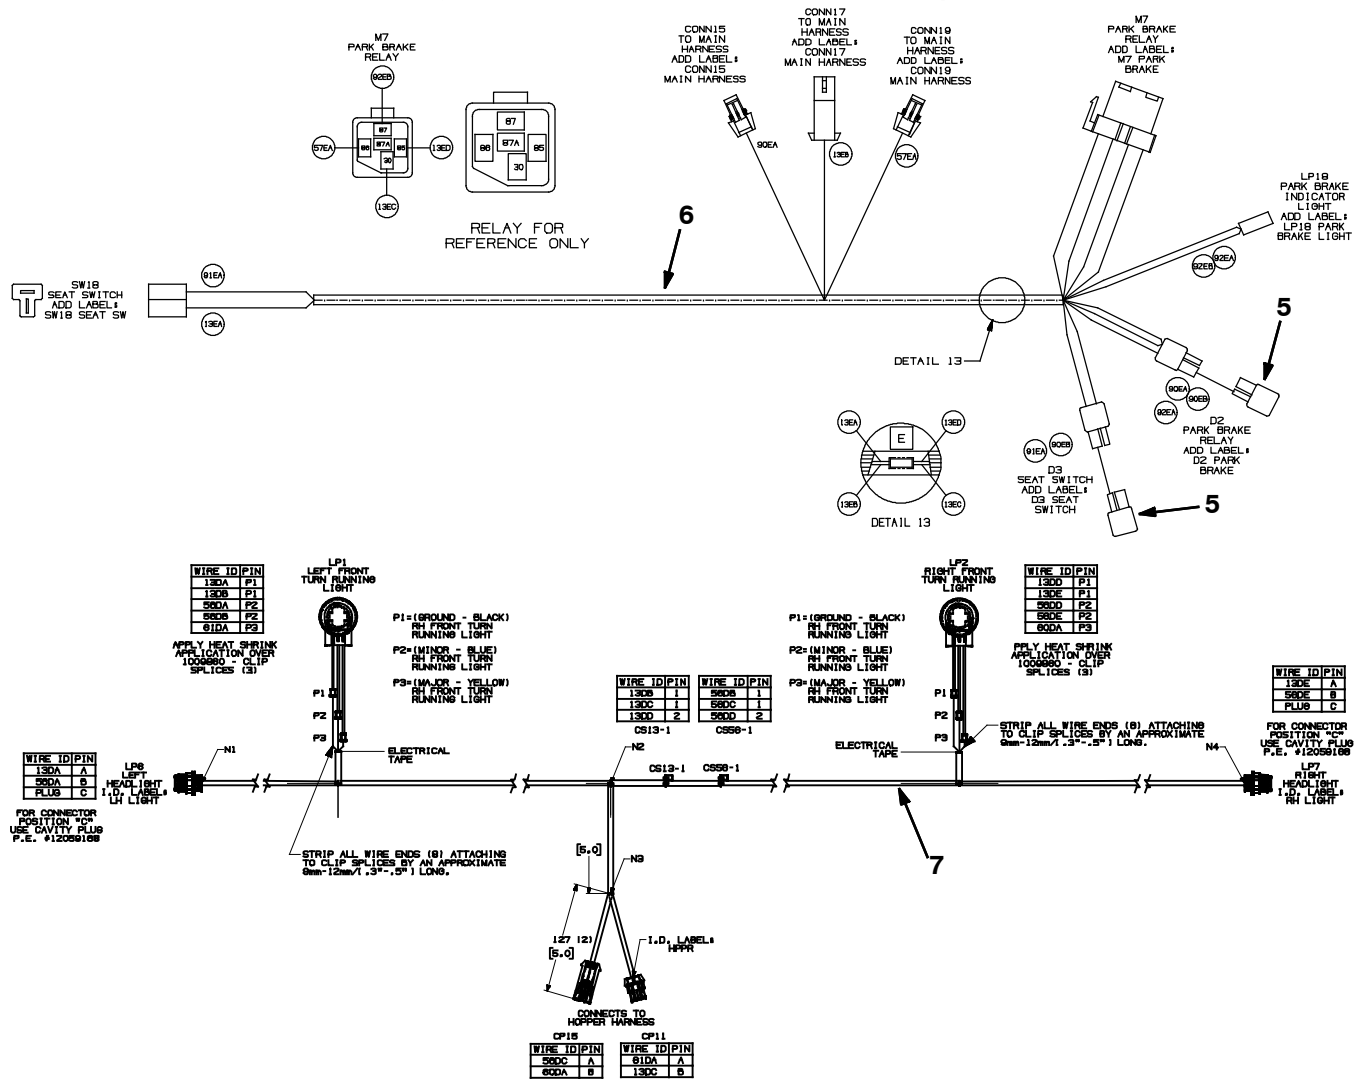 M7
PARK BRAKE
RELAY
92EB
87
86
87A
85
30
57EA
13ED
13EC
87
86
87A
85
30
RELAY FOR
REFERENCE ONLY
CONN15
TO MAIN
HARNESS
ADD LABEL:
CONN15
MAIN HARNESS
CONN17
TO MAIN
HARNESS
ADD LABEL:
CONN17
MAIN HARNESS
CONN19
TO MAIN
HARNESS
ADD LABEL:
CONN19
MAIN HARNESS
M7
PARK BRAKE
RELAY
ADD LABEL:
M7 PARK
BRAKE
90EA
13EB
57EA
LP18
PARK BRAKE
INDICATOR
LIGHT
ADD LABEL:
LP18 PARK
BRAKE LIGHT
92EB
92EA
6
SW18
SEAT SWITCH
ADD LABEL:
SW18 SEAT SW
91EA
13EA
DETAIL 13
5
90EA
90EB
92EA
D2
PARK BRAKE
RELAY
ADD LABEL:
D2 PARK
BRAKE
91EA
90EB
D3
SEAT SWITCH
ADD LABEL:
D3 SEAT
SWITCH
5
13EA
13ED
E
13EB
13EC
DETAIL 13
WIRE ID PIN
13DA P1
13DB P1
58DA P2
58DB P2
61DA P3
APPLY HEAT SHRINK
APPLICATION OVER
1009960 - CLIP
SPLICES (3)
LP1
LEFT FRONT
TURN RUNNING
LIGHT
P1=(GROUND - BLACK)
RH FRONT TURN
RUNNING LIGHT
P2=(MINOR - BLUE)
RH FRONT TURN
RUNNING LIGHT
P3=(MAJOR - YELLOW)
RH FRONT TURN
RUNNING LIGHT
P1
P2
P3
ELECTRICAL
TAPE
WIRE ID PIN
13DB 1
13DC 1
13DD 2
CS13-1
WIRE ID PIN
58DB 1
58DC 1
58DD 2
CS58-1
P1=(GROUND - BLACK)
RH FRONT TURN
RUNNING LIGHT
P2=(MINOR - BLUE)
RH FRONT TURN
RUNNING LIGHT
P3=(MAJOR - YELLOW)
RH FRONT TURN
RUNNING LIGHT
LP2
RIGHT FRONT
TURN RUNNING
LIGHT
P1
P2
P3
ELECTRICAL
TAPE
WIRE ID PIN
13DD P1
13DE P1
58DD P2
58DE P2
60DA P3
PPLY HEAT SHRINK
APPLICATION OVER
1009960 - CLIP
SPLICES (3)
STRIP ALL WIRE ENDS (8) ATTACHING
TO CLIP SPLICES BY AN APPROXIMATE
9mm-12mm/[.3"-.5"] LONG.
WIRE ID PIN
13DE A
58DE B
PLUG C
FOR CONNECTOR
POSITION "C"
USE CAVITY PLUG
P.E. #12059168
N4
LP7
RIGHT
HEADLIGHT
I.D. LABEL:
RH LIGHT
WIRE ID PIN
13DA A
58DA B
PLUG C
FOR CONNECTOR
POSITION "C"
USE CAVITY PLUG
P.E. #12059168
LP6
LEFT
HEADLIGHT
I.D. LABEL:
LH LIGHT
N1
N2
CS13-1
CS58-1
STRIP ALL WIRE ENDS (8) ATTACHING
TO CLIP SPLICES BY AN APPROXIMATE
9mm-12mm/[.3"-.5"] LONG.
[5.0]
N3
7
127 (2)
[5.0]
I.D. LABEL:
HPPR
CONNECTS TO
HOPPER HARNESS
CP15
WIRE ID PIN
58DC A
60DA B
CP11
WIRE ID PIN
61DA A
13DC B